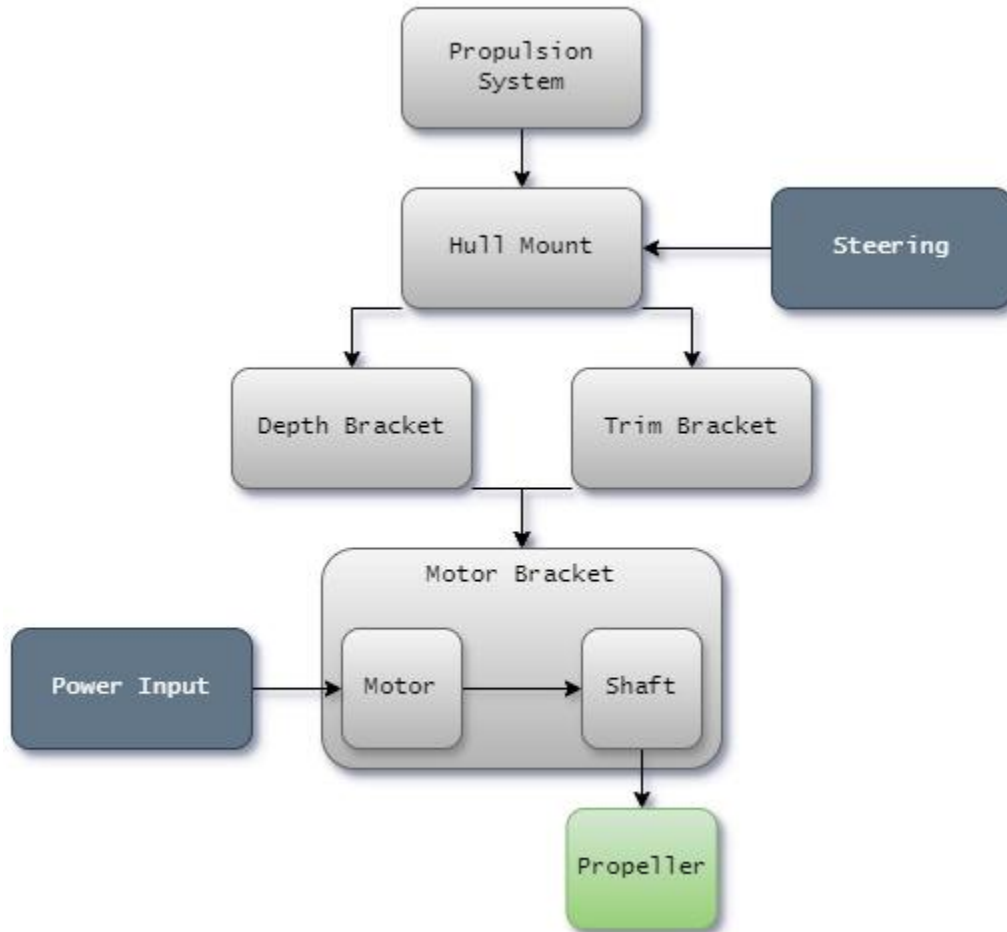 Propulsion
System
Hull Mount
Steering
Depth Bracket
Trim Bracket
Motor Bracket
Power Input
Motor
Shaft
Propeller